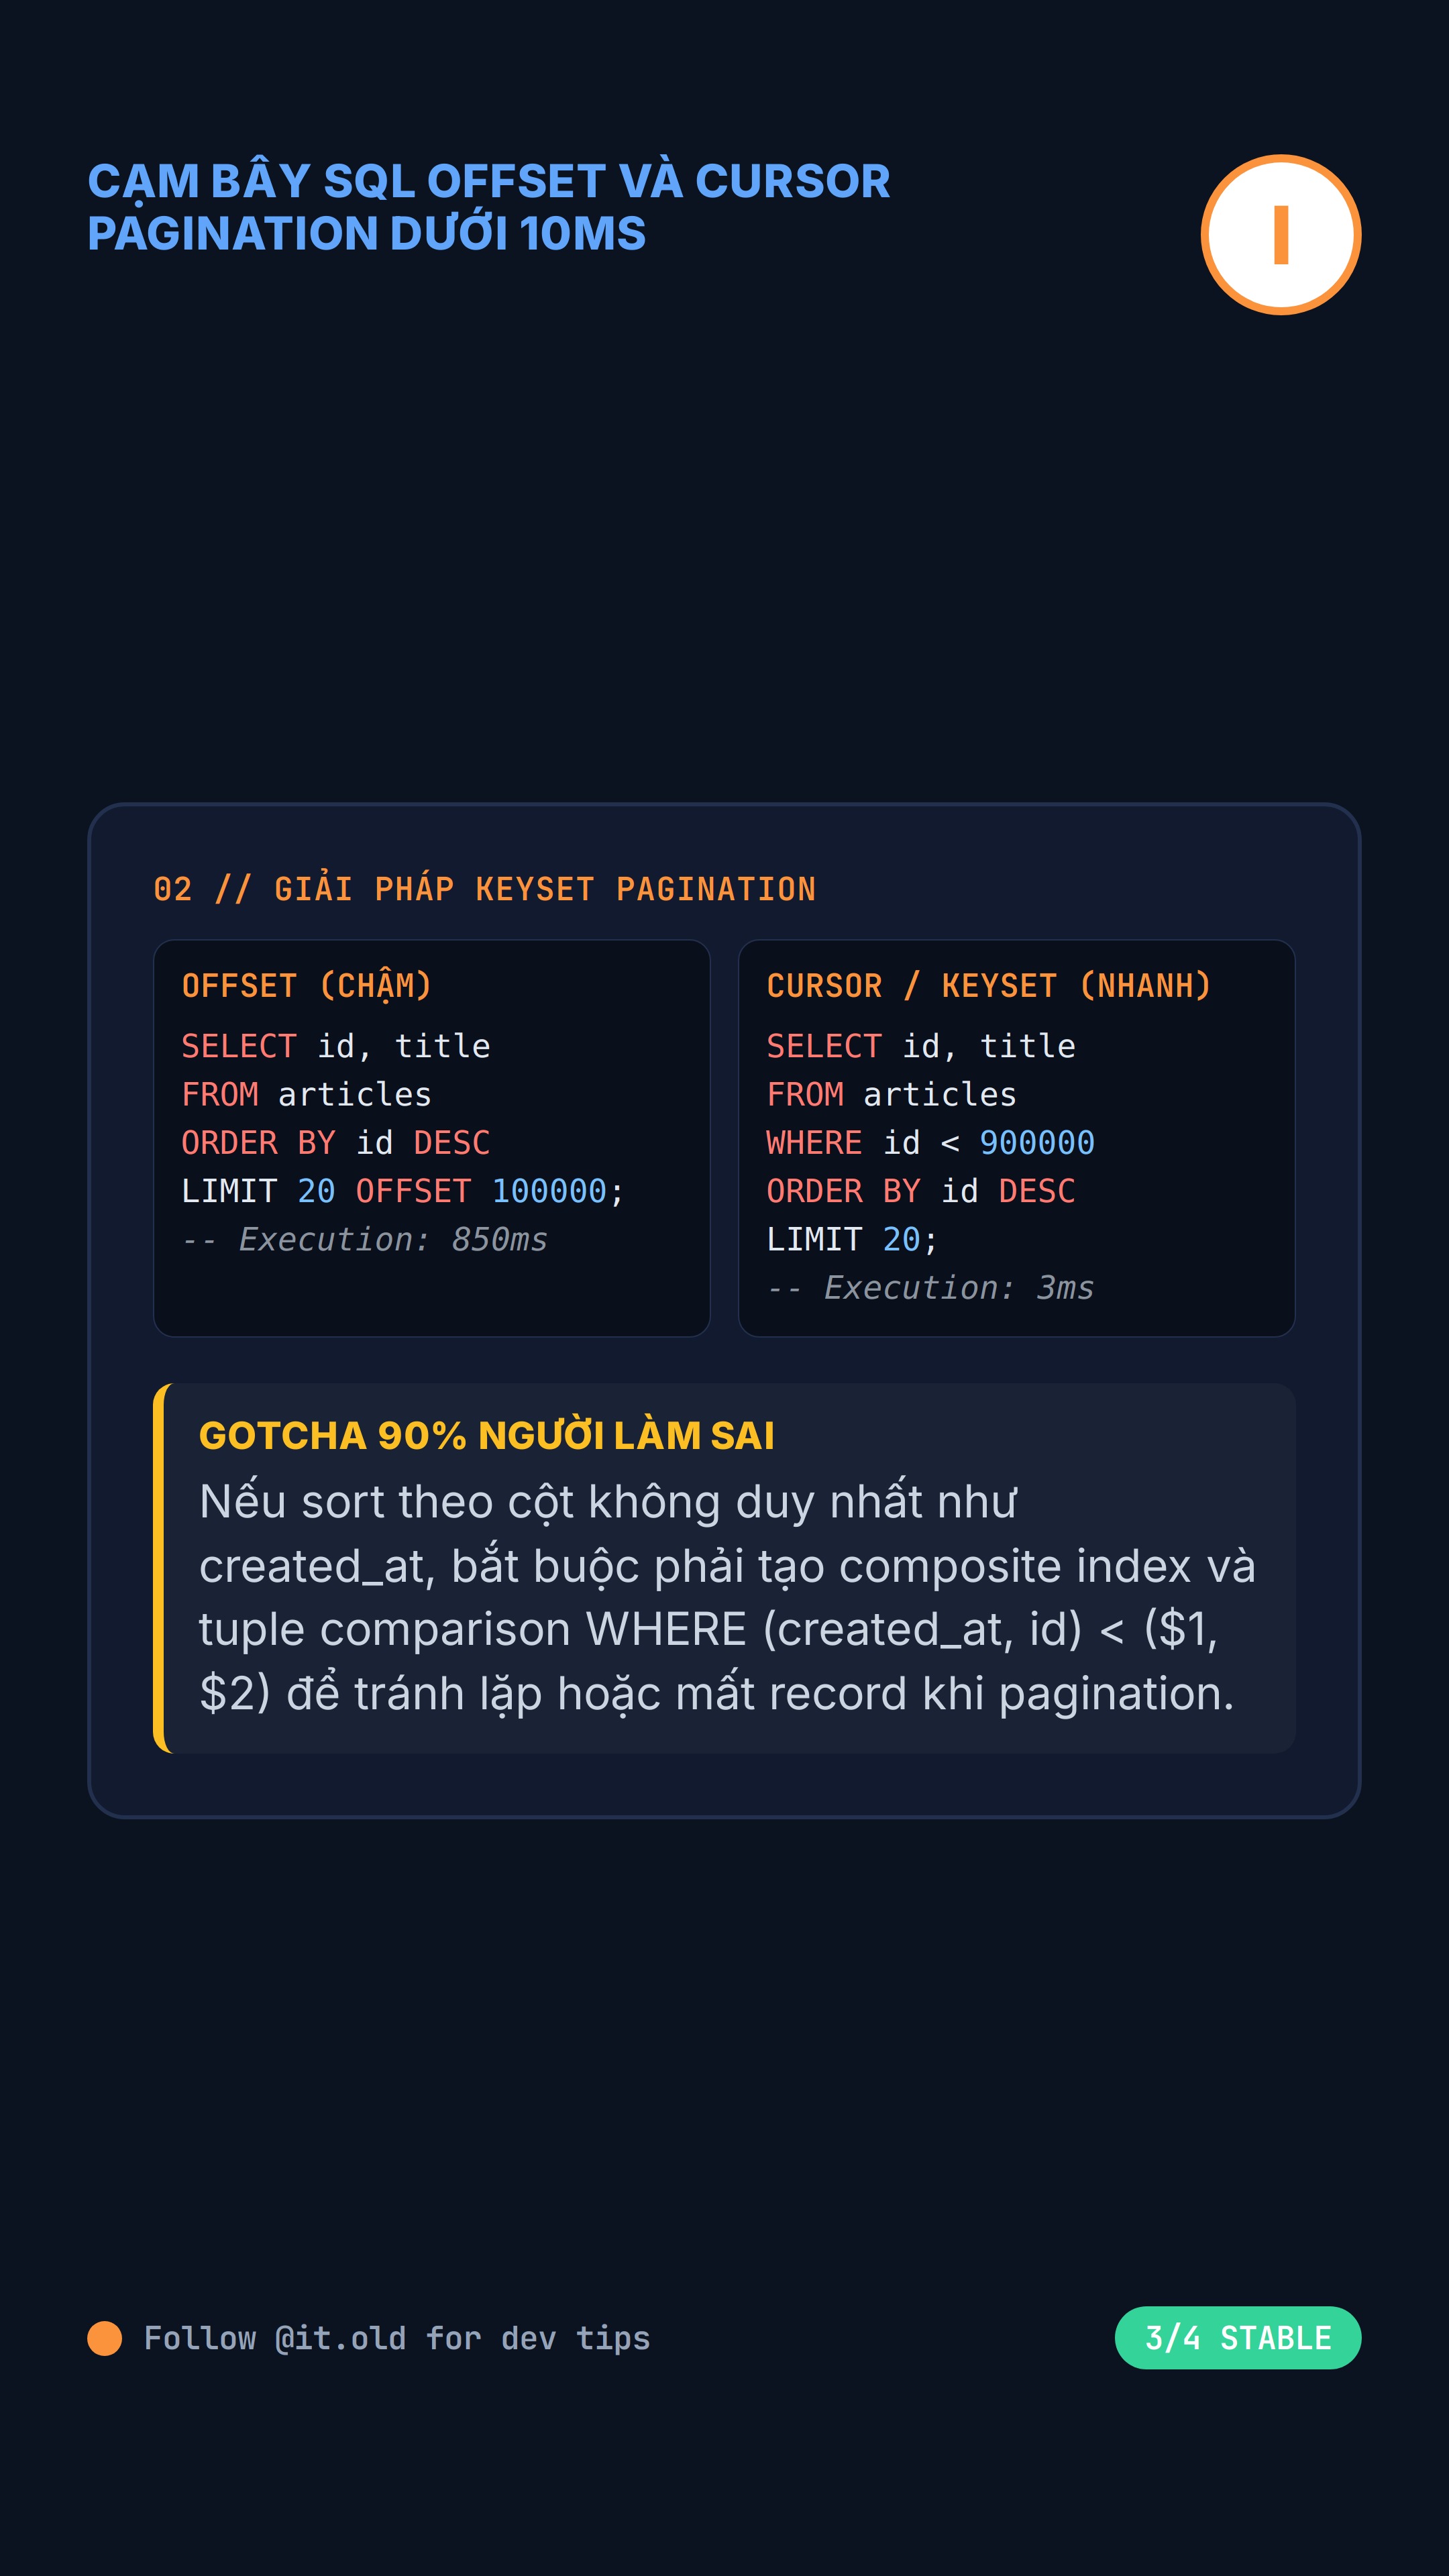 CẠM BẪY SQL OFFSET VÀ CURSOR
PAGINATION DƯỚI 10MS
I
02 // GIẢI PHÁP KEYSET PAGINATION
OFFSET (CHẬM)
SELECT id, title
FROM articles
ORDER BY id DESC
LIMIT 20 OFFSET 100000;
-- Execution: 850ms
CURSOR / KEYSET (NHANH)
SELECT id, title
FROM articles
WHERE id < 900000
ORDER BY id DESC
LIMIT 20;
-- Execution: 3ms
GOTCHA 90% NGƯỜI LÀM SAI
Nếu sort theo cột không duy nhất như
created_at, bắt buộc phải tạo composite index và
tuple comparison WHERE (created_at, id) < ($1,
$2) để tránh lặp hoặc mất record khi pagination.
Follow @it.old for dev tips
3/4 STABLE